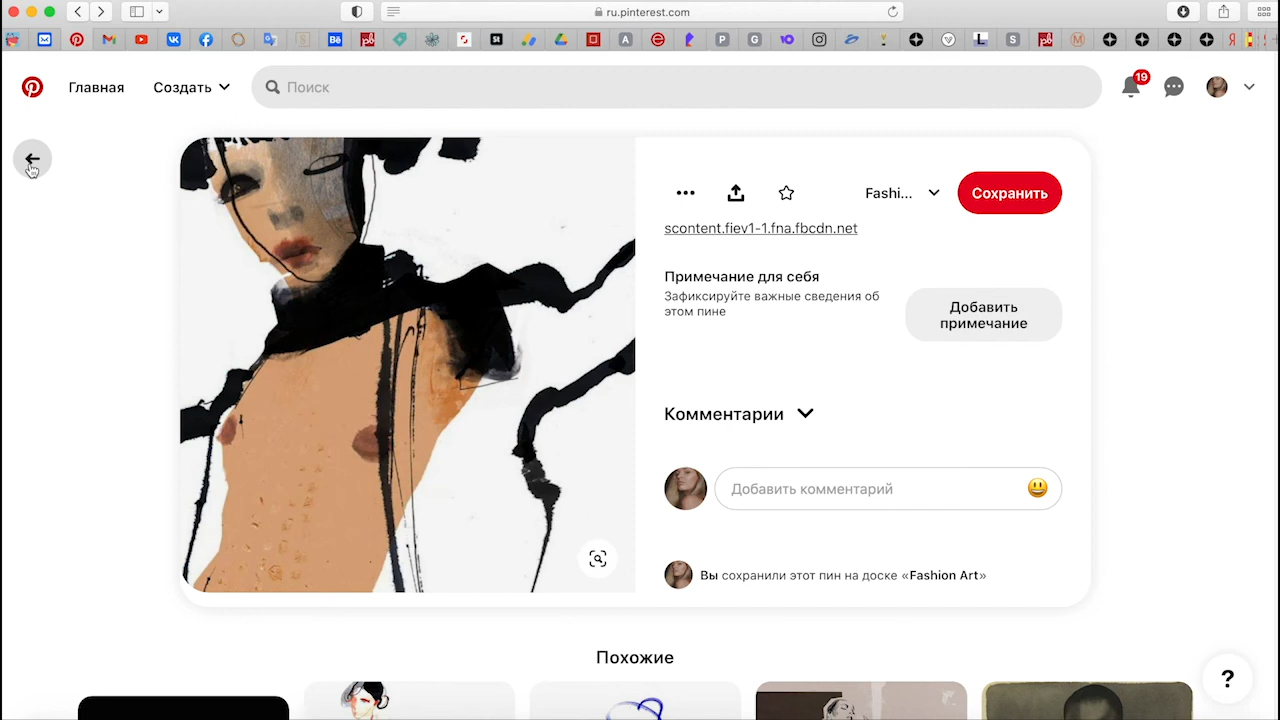 ru.pinterest.com
Bē
St
A
P
G
L
S
M
Я
Главная
Создать
Поиск
19
Fashi...
Сохранить
scontent.fiev1-1.fna.fbcdn.net
Примечание для себя
Зафиксируйте важные сведения об
этом пине
Добавить
примечание
Комментарии
Добавить комментарий
Вы сохранили этот пин на доске «Fashion Art»
Похожие
?